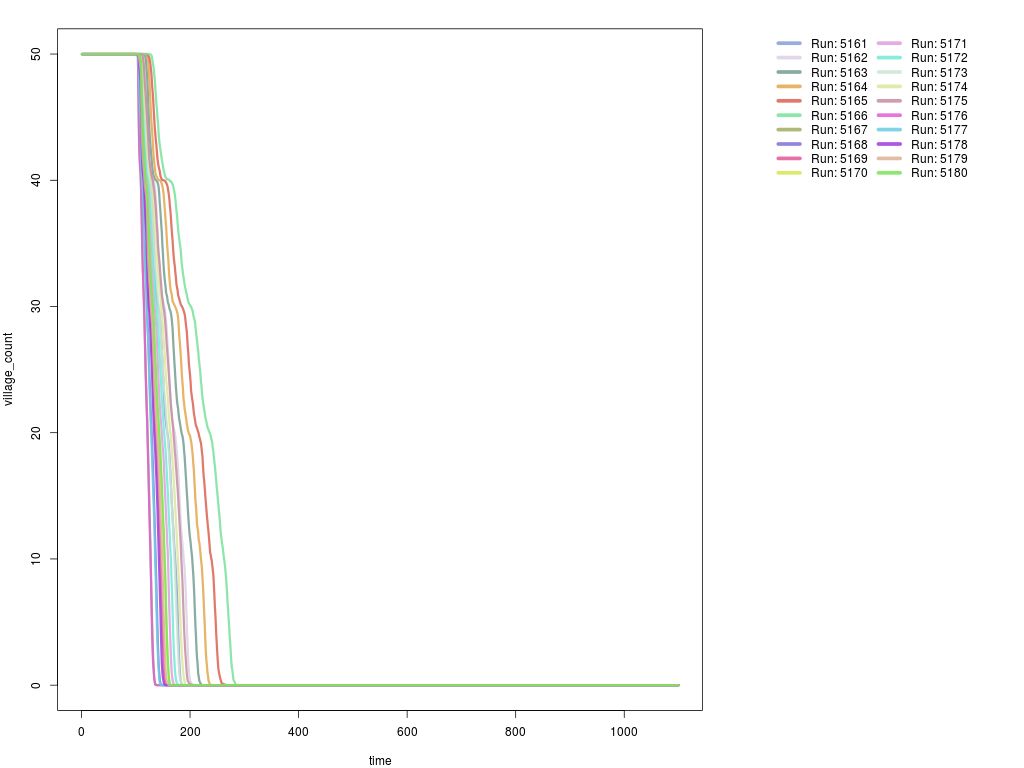 50
40
30
20
10
0
village_count
0 200 400 600 800 1000
time
Run: 5161 Run: 5171
Run: 5162 Run: 5172
Run: 5163 Run: 5173
Run: 5164 Run: 5174
Run: 5165 Run: 5175
Run: 5166 Run: 5176
Run: 5167 Run: 5177
Run: 5168 Run: 5178
Run: 5169 Run: 5179
Run: 5170 Run: 5180